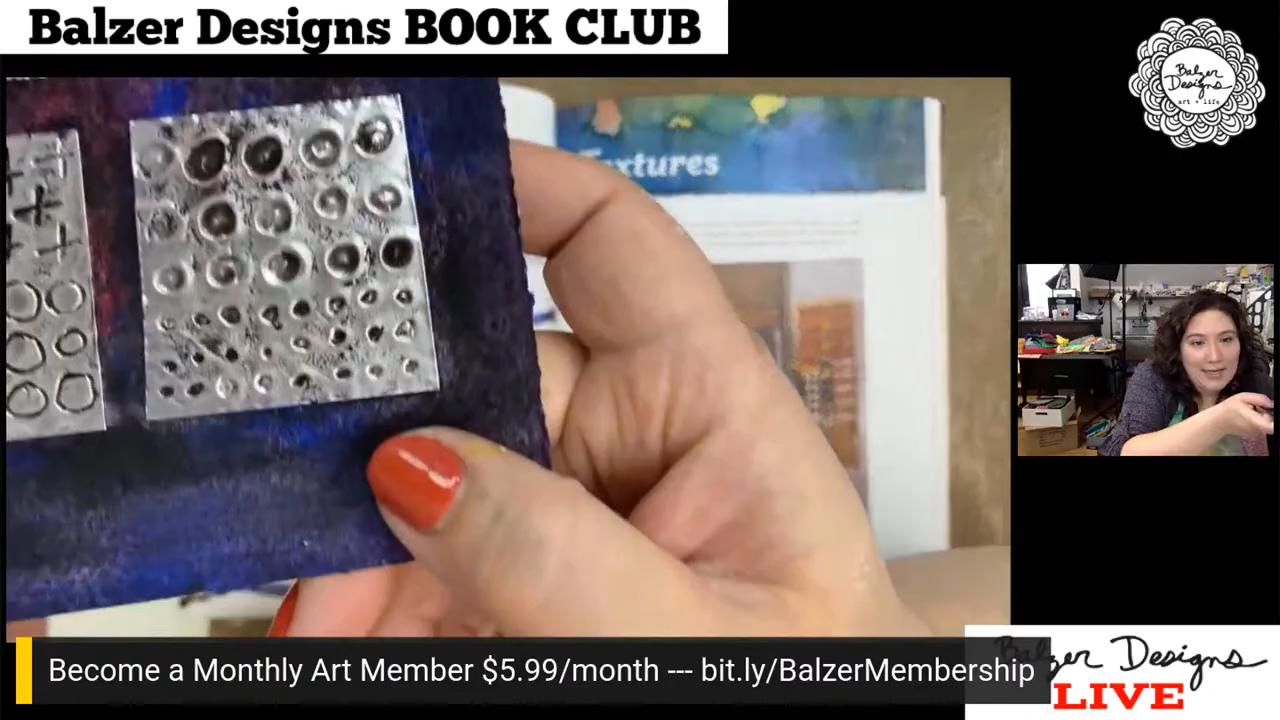 Balzer Designs BOOK CLUB
Balzer
Designs
art + life
Textures
Become a Monthly Art Member $5.99/month --- bit.ly/BalzerMembership
Balzer Designs
LIVE